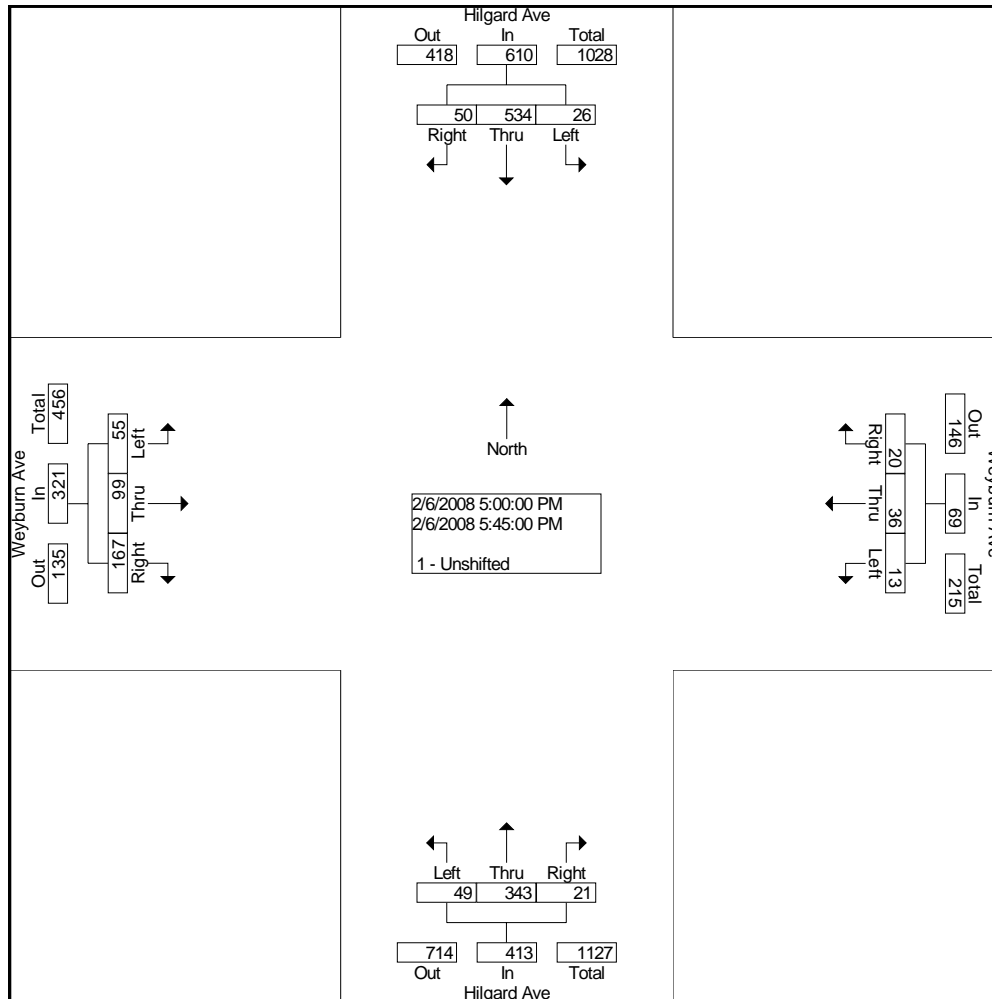 Hilgard Ave
Out In Total
418 610 1028
50 534 26
Right Thru Left
Weyburn Ave
Total In Out
456 321 135
55 99 167
Left Thru Right
North
2/6/2008 5:00:00 PM
2/6/2008 5:45:00 PM
1 - Unshifted
Right Thru Left
20 36 13
Out In Total
146 69 215
Weyburn Ave
Left Thru Right
49 343 21
714 413 1127
Out In Total
Hilgard Ave